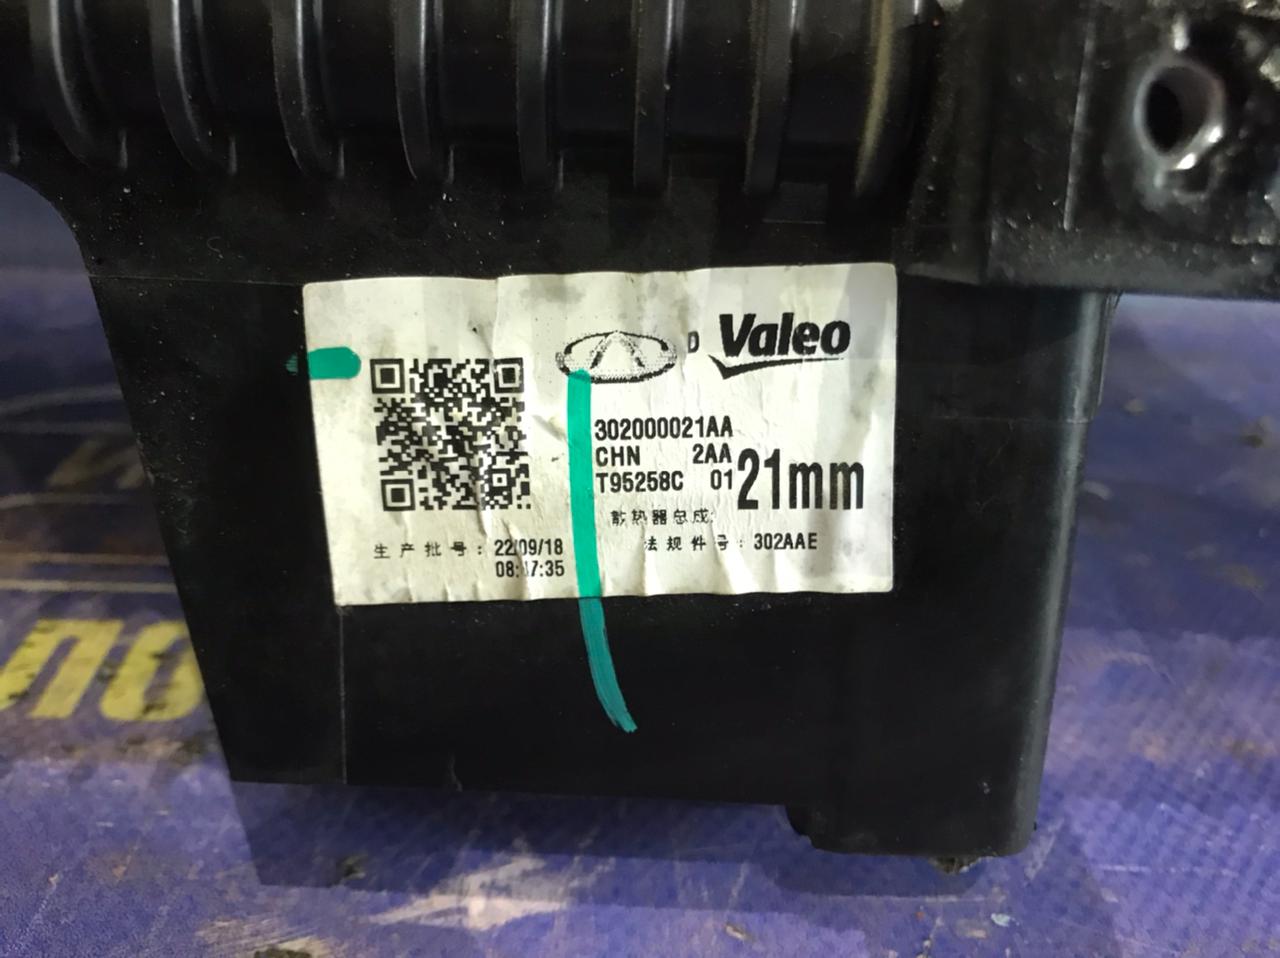 D Valeo
302000021AA
CHN 2AA
T95258C 01 21mm
散热器总成:
生产批号: 22/09/18 法规件号: 302AAE
ПО